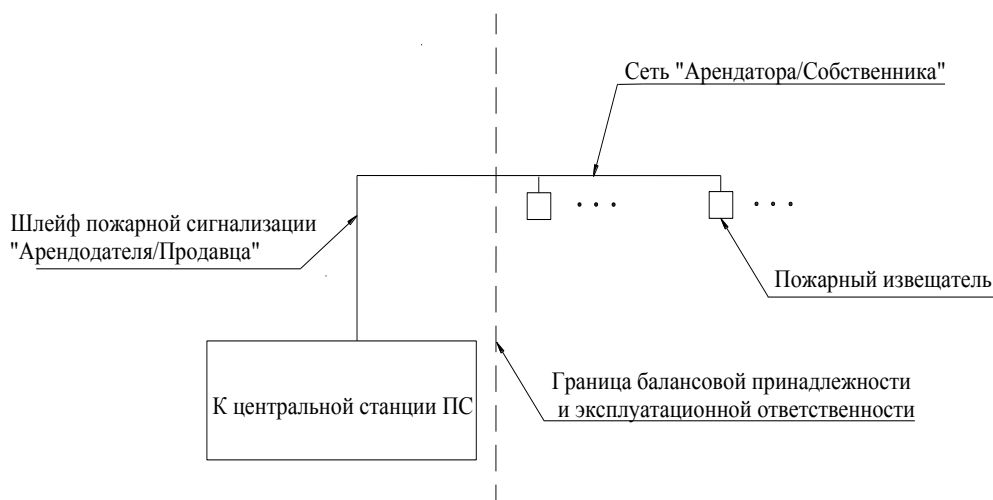 Сеть "Арендатора/Собственника"
Шлейф пожарной сигнализации
"Арендодателя/Продавца"
Пожарный извещатель
К центральной станции ПС
Граница балансовой принадлежности
и эксплуатационной ответственности